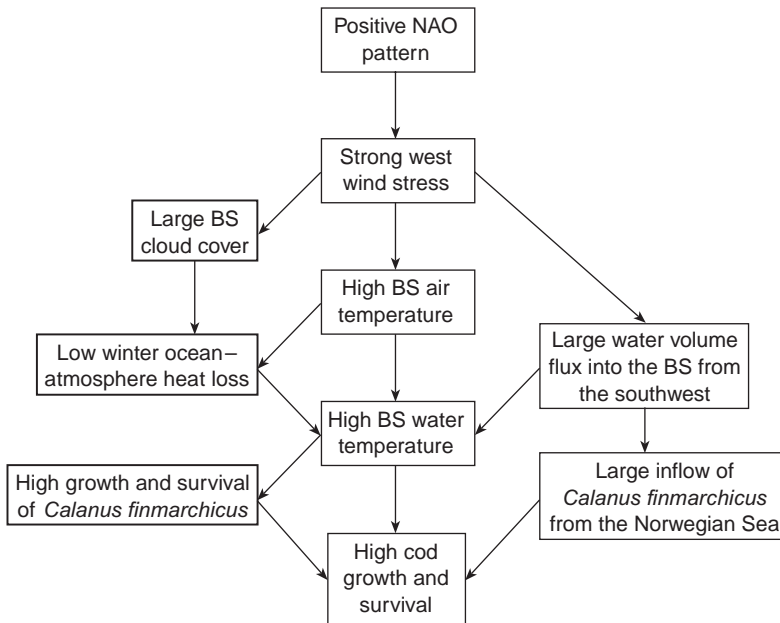 Positive NAO
pattern
Strong west
wind stress
Large BS
cloud cover
High BS air
temperature
Low winter ocean–
atmosphere heat loss
Large water volume
flux into the BS from
the southwest
High BS water
temperature
High growth and survival
of Calanus finmarchicus
Large inflow of
Calanus finmarchicus
from the Norwegian Sea
High cod
growth and
survival